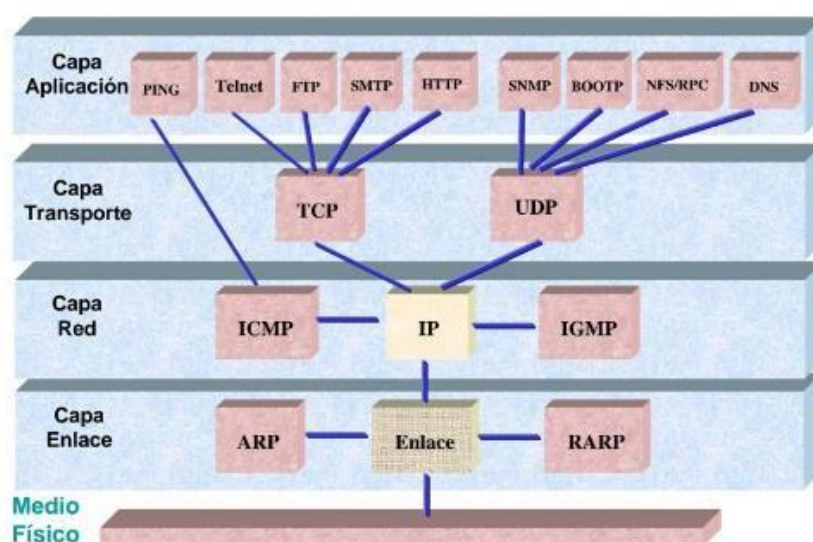 Capa
Aplicación
PING
Telnet
FTP
SMTP
HTTP
SNMP
BOOTP
NFS/RPC
DNS
Capa
Transporte
TCP
UDP
Capa
Red
ICMP
IP
IGMP
Capa
Enlace
ARP
Enlace
RARP
Medio
Físico